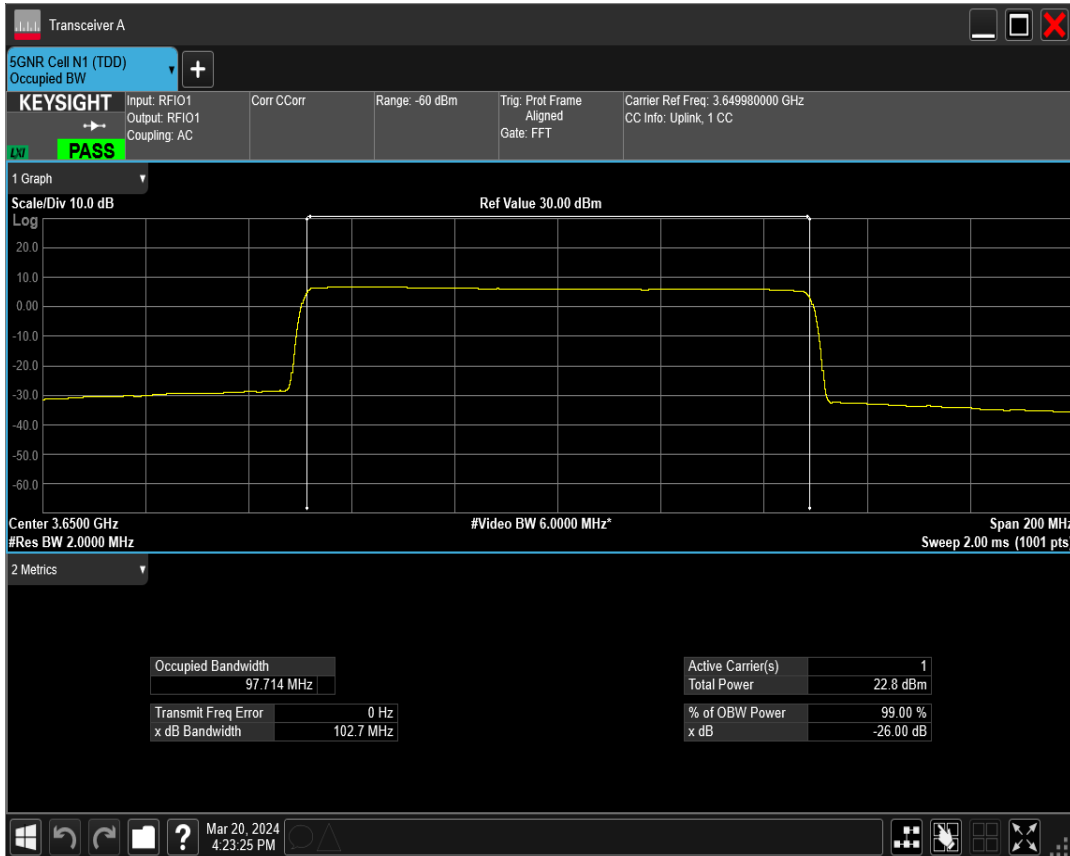 Transceiver A
5GNR Cell N1 (TDD)
Occupied BW
+
KEYSIGHT
LXI
PASS
Input: RFIO1
Output: RFIO1
Coupling: AC
Corr CCorr
Range: -60 dBm
Trig: Prot Frame
Aligned
Gate: FFT
Carrier Ref Freq: 3.649980000 GHz
CC Info: Uplink, 1 CC
1 Graph
Scale/Div 10.0 dB
Ref Value 30.00 dBm
Log
20.0
10.0
0.00
-10.0
-20.0
-30.0
-40.0
-50.0
-60.0
Center 3.6500 GHz
#Video BW 6.0000 MHz*
Span 200 MHz
#Res BW 2.0000 MHz
Sweep 2.00 ms (1001 pts)
2 Metrics
Occupied Bandwidth
97.714 MHz
Transmit Freq Error 0 Hz
x dB Bandwidth 102.7 MHz
Active Carrier(s) 1
Total Power 22.8 dBm
% of OBW Power 99.00 %
x dB -26.00 dB
?
Mar 20, 2024
4:23:25 PM